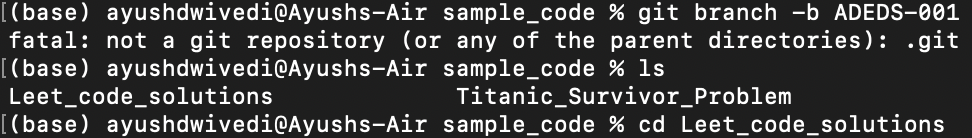 (base) ayushdwivedi@Ayushs-Air sample_code % git branch -b ADEDS-001
fatal: not a git repository (or any of the parent directories): .git
[(base) ayushdwivedi@Ayushs-Air sample_code % ls
Leet_code_solutions Titanic_Survivor_Problem
[(base) ayushdwivedi@Ayushs-Air sample_code % cd Leet_code_solutions